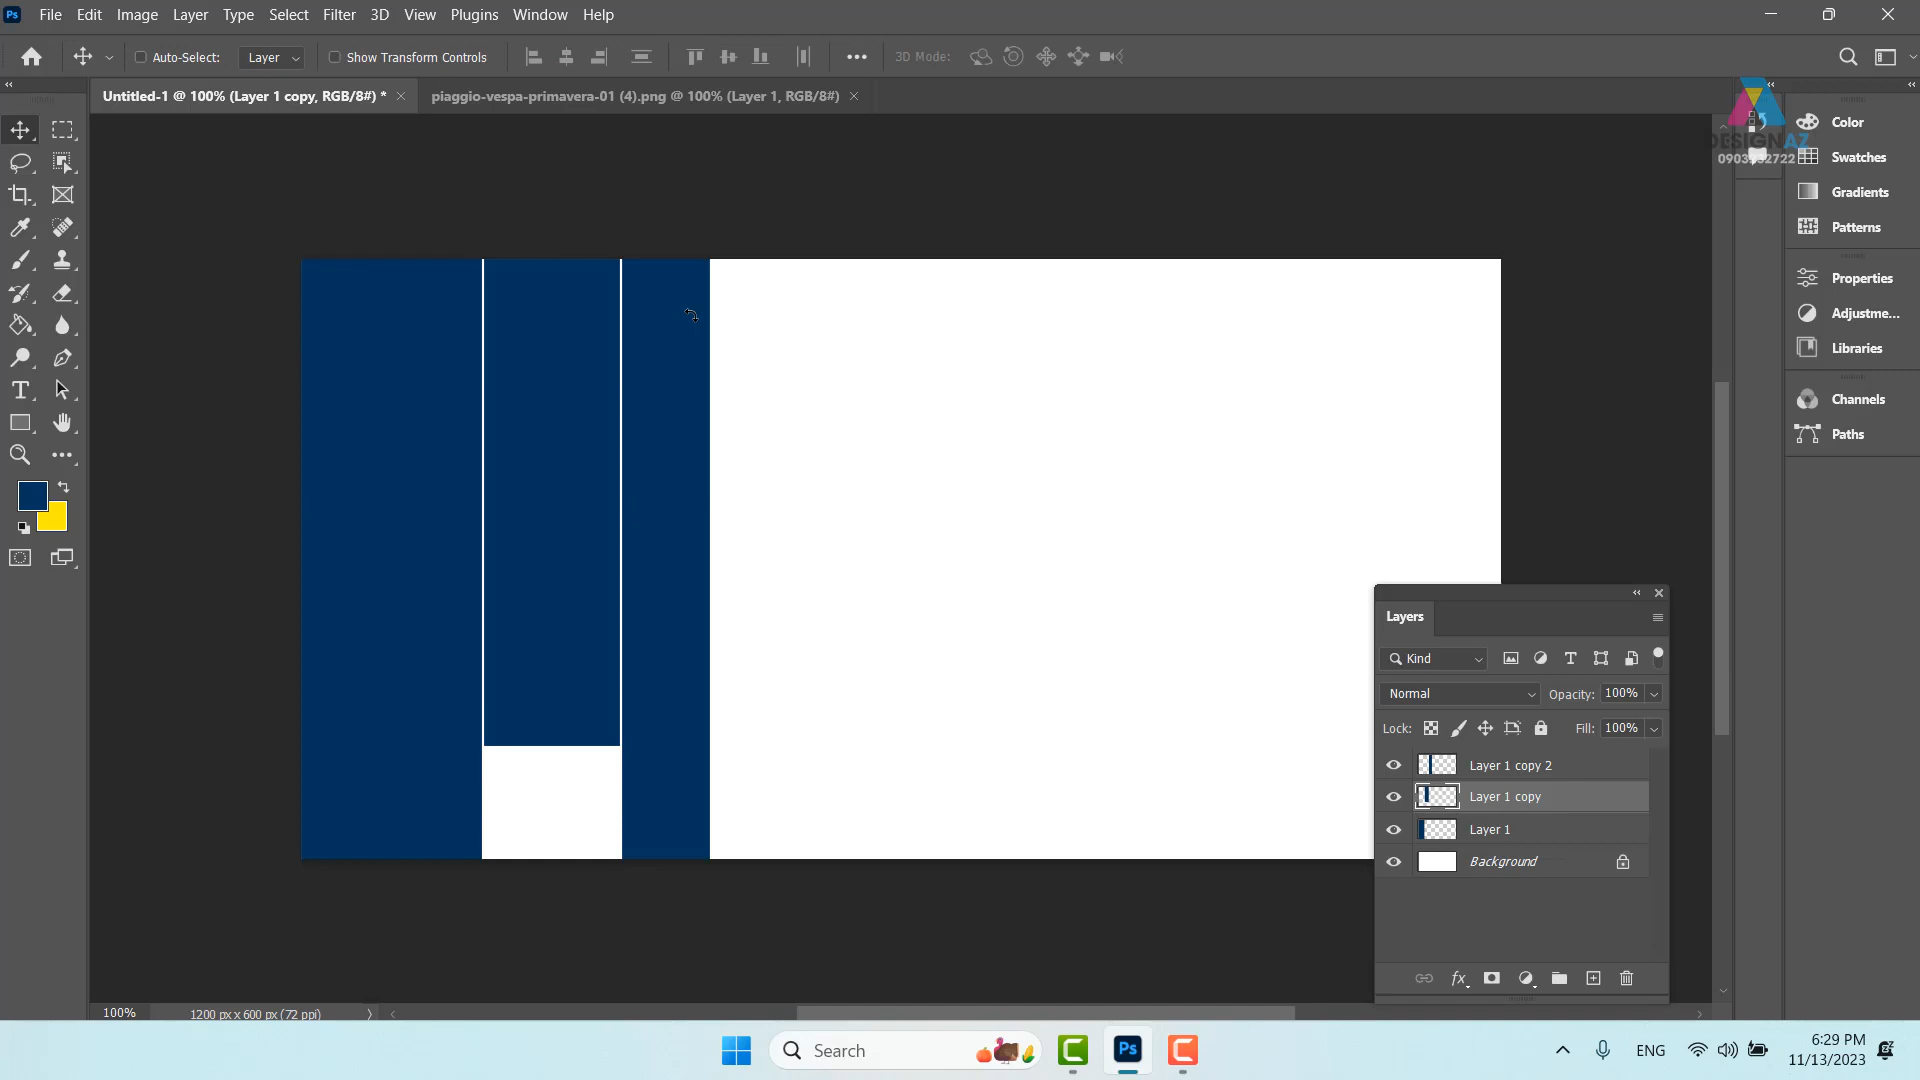 Ps File Edit Image Layer Type Select Filter 3D View Plugins Window Help
Auto-Select: Layer Show Transform Controls 3D Mode:
Untitled-1 @ 100% (Layer 1 copy, RGB/8#) * piaggio-vespa-primavera-01 (4).png @ 100% (Layer 1, RGB/8#)
DESIGNAZ
Color
Swatches
Gradients
Patterns
Properties
Adjustme...
Libraries
Channels
Paths
Layers
Kind
Normal Opacity: 100%
Lock: Fill: 100%
Layer 1 copy 2
Layer 1 copy
Layer 1
Background
fx
100% 1200 px x 600 px (72 ppi)
Search Ps ENG 6:29 PM
11/13/2023